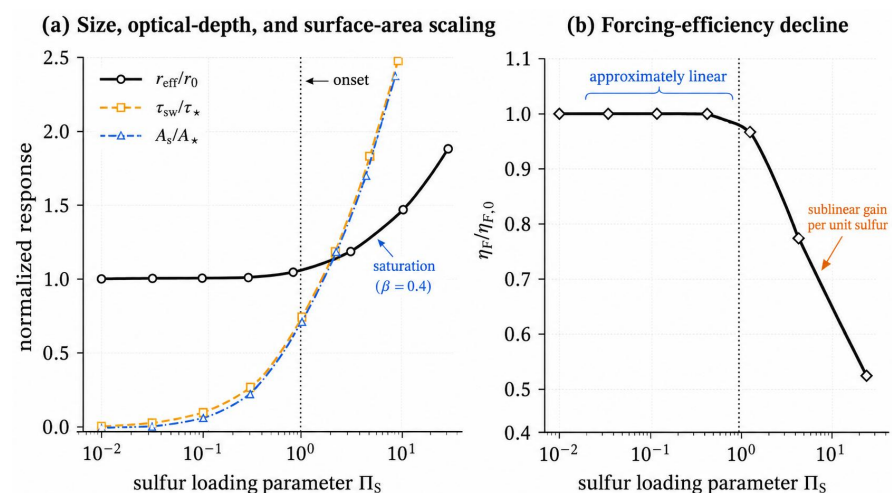 (a) Size, optical-depth, and surface-area scaling
normalized response
2.5
2.0
1.5
1.0
0.5
0.0
r_eff/r_0
τ_sw/τ_⋆
A_s/A_⋆
onset
saturation
(β = 0.4)
10^−2
10^−1
10^0
10^1
sulfur loading parameter Π_S
(b) Forcing-efficiency decline
η_F/η_F,0
1.1
1.0
0.9
0.8
0.7
0.6
0.5
0.4
approximately linear
sublinear gain
per unit sulfur
10^−2
10^−1
10^0
10^1
sulfur loading parameter Π_S